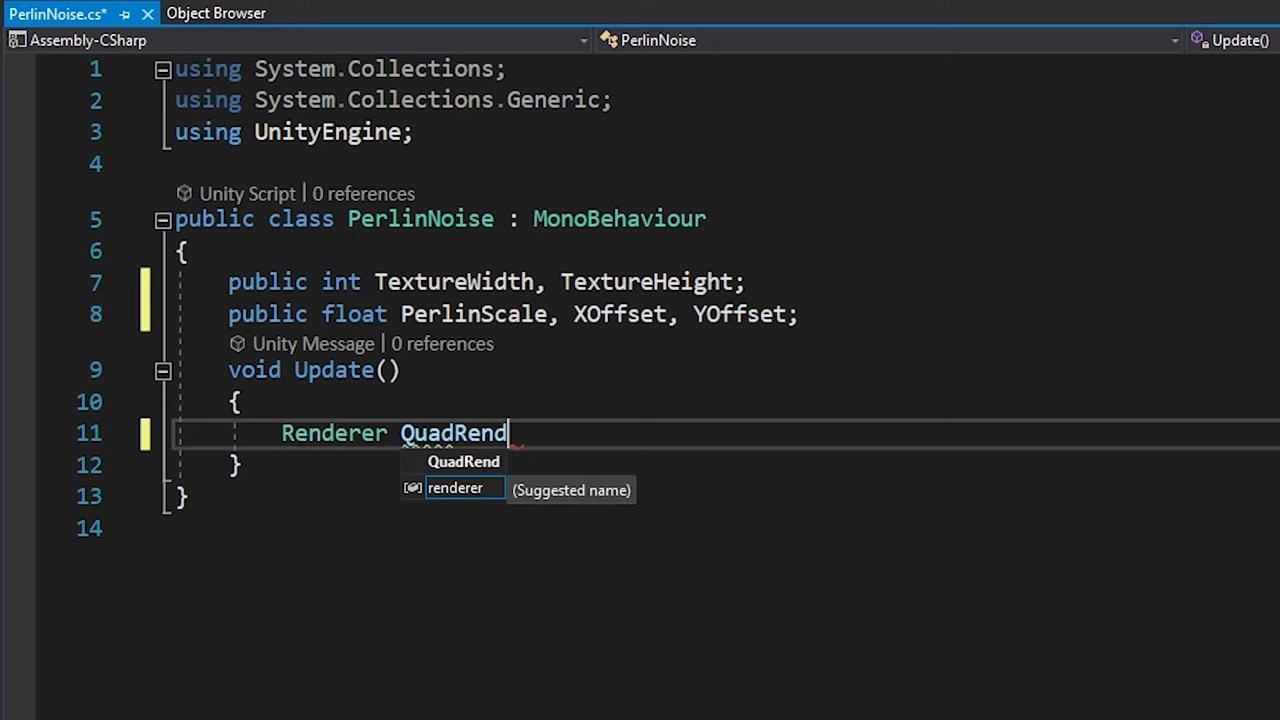 PerlinNoise.cs* Object Browser
Assembly-CSharp PerlinNoise Update()
1 using System.Collections;
2 using System.Collections.Generic;
3 using UnityEngine;
4
Unity Script | 0 references
5 public class PerlinNoise : MonoBehaviour
6 {
7 public int TextureWidth, TextureHeight;
8 public float PerlinScale, XOffset, YOffset;
Unity Message | 0 references
9 void Update()
10 {
11 Renderer QuadRend
QuadRend
12 }
renderer (Suggested name)
13 }
14